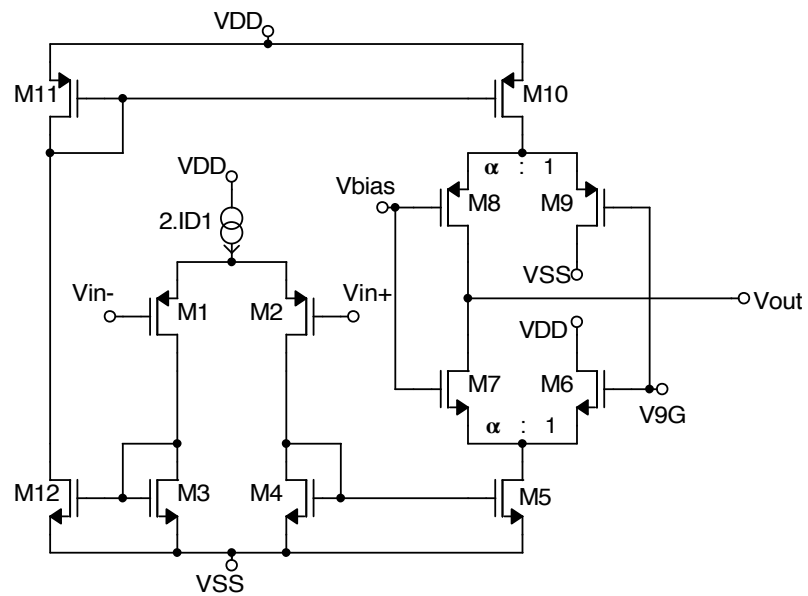 VDD
M11
M10
VDD
α : 1
Vbias
M8
M9
2.ID1
VSS
Vin-
M1
M2
Vin+
Vout
VDD
M7
M6
V9G
α : 1
M12
M3
M4
M5
VSS